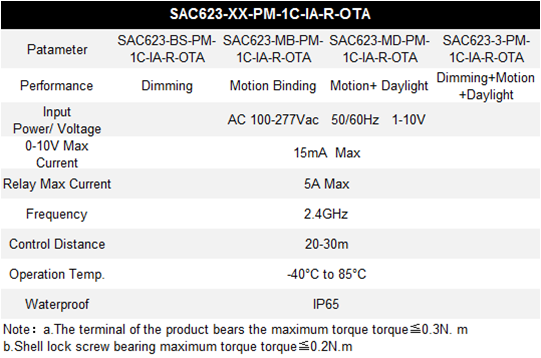 SAC623-XX-PM-1C-IA-R-OTA
Patameter SAC623-BS-PM-1C-IA-R-OTA SAC623-MB-PM-1C-IA-R-OTA SAC623-MD-PM-1C-IA-R-OTA SAC623-3-PM-1C-IA-R-OTA
Performance Dimming Motion Binding Motion+ Daylight Dimming+Motion+Daylight
Input Power/ Voltage AC 100-277Vac 50/60Hz 1-10V
0-10V Max Current 15mA Max
Relay Max Current 5A Max
Frequency 2.4GHz
Control Distance 20-30m
Operation Temp. -40°C to 85°C
Waterproof IP65
Note：a.The terminal of the product bears the maximum torque torque≦0.3N. m
b.Shell lock screw bearing maximum torque torque≦0.2N.m